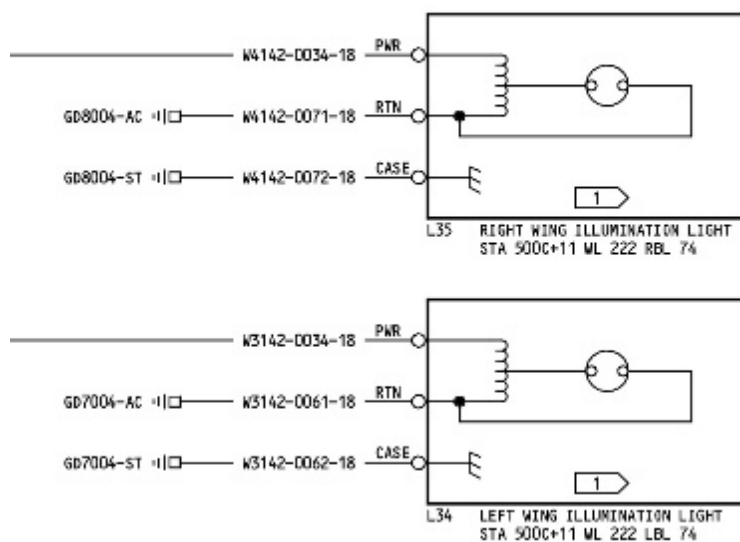 W4142-0034-18 PWR
GD8004-AC W4142-0071-18 RTN
GD8004-ST W4142-0072-18 CASE
1
L35 RIGHT WING ILLUMINATION LIGHT
STA 500C+11 WL 222 RBL 74
W3142-0034-18 PWR
GD7004-AC W3142-0061-18 RTN
GD7004-ST W3142-0062-18 CASE
1
L34 LEFT WING ILLUMINATION LIGHT
STA 500C+11 WL 222 LBL 74